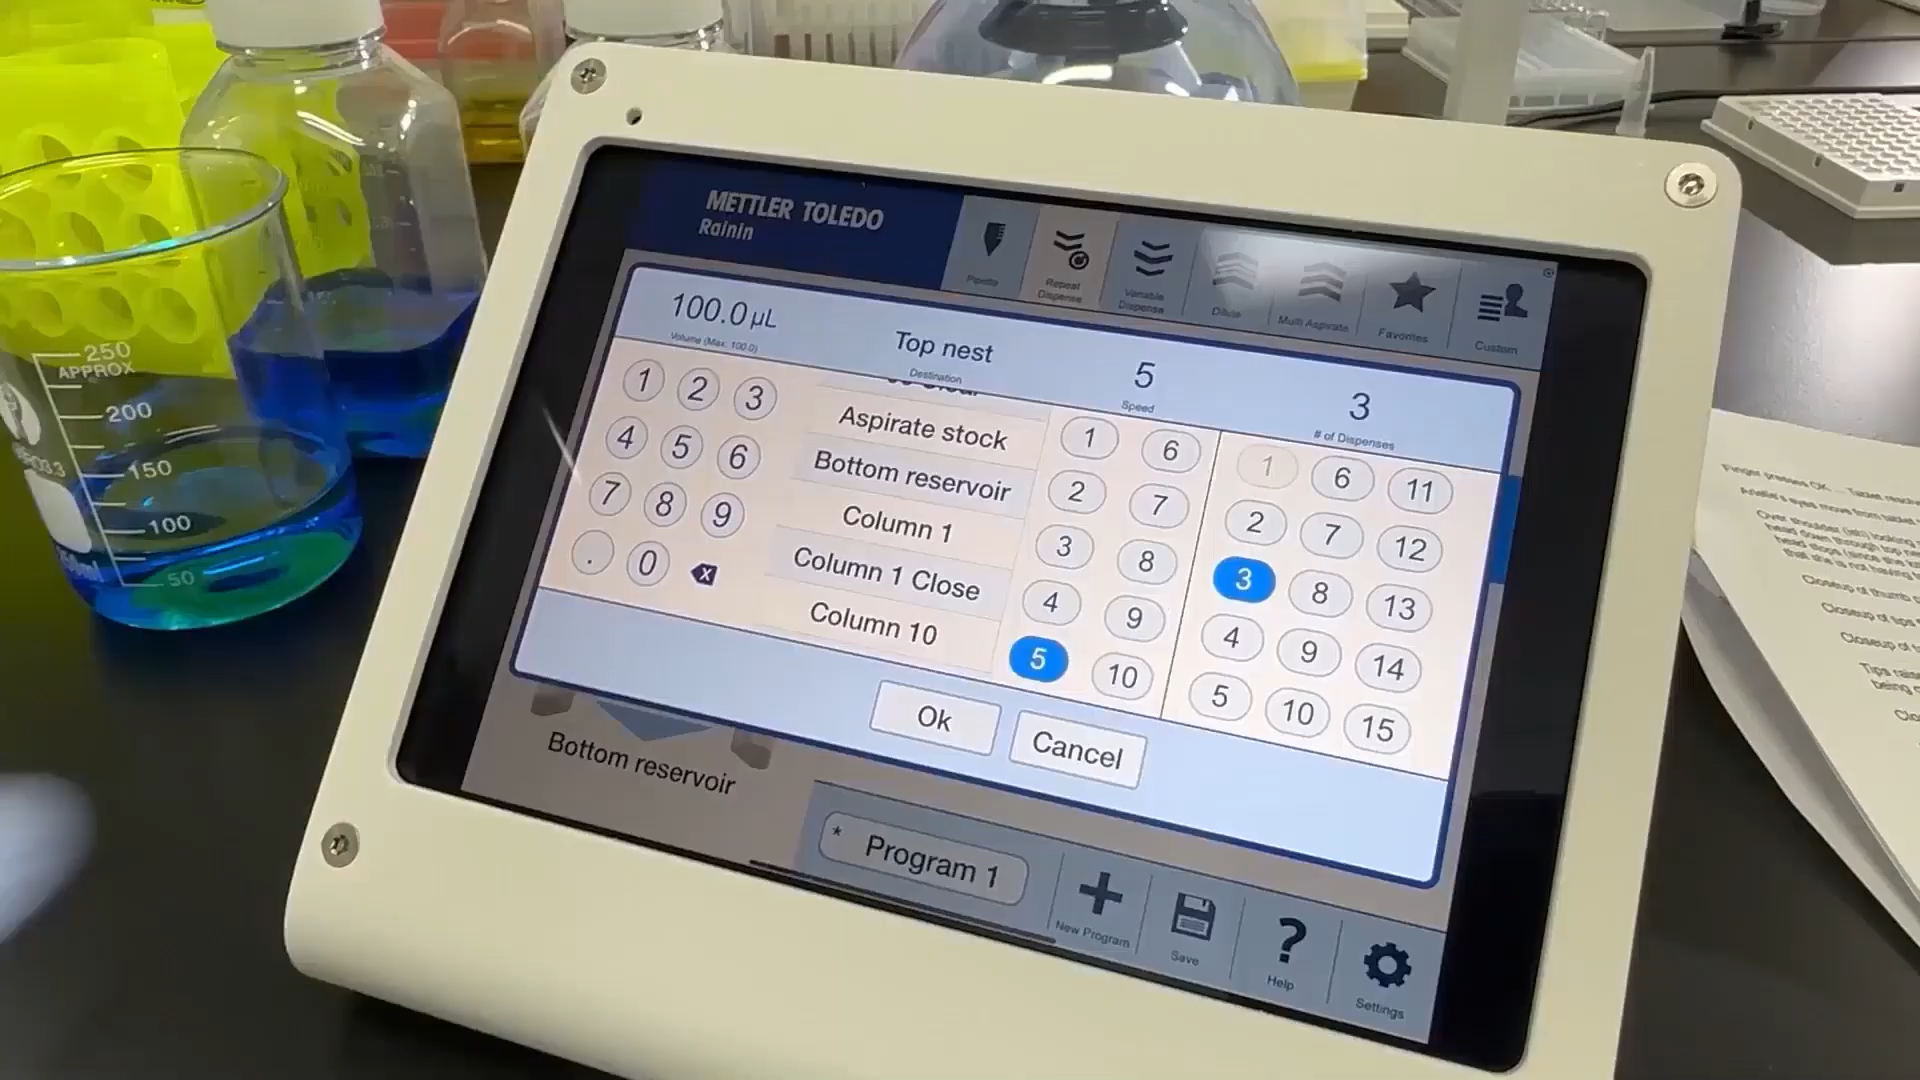 METTLER TOLEDO
Rainin
Pipette
Repeat
Dispense
Variable
Dispense
Dilute
Multi Aspirate
Favorites
Custom
100.0 µL
Volume (Max: 100.0)
Top nest
Destination
5
Speed
3
# of Dispenses
1 2 3
4 5 6
7 8 9
. 0
Aspirate stock
Bottom reservoir
Column 1
Column 1 Close
Column 10
1 6
2 7
3 8
4 9
5 10
1 6 11
2 7 12
3 8 13
4 9 14
5 10 15
Ok
Cancel
Bottom reservoir
* Program 1
New Program
Save
Help
Settings
250
APPROX
200
150
100
50
Finger presses OK